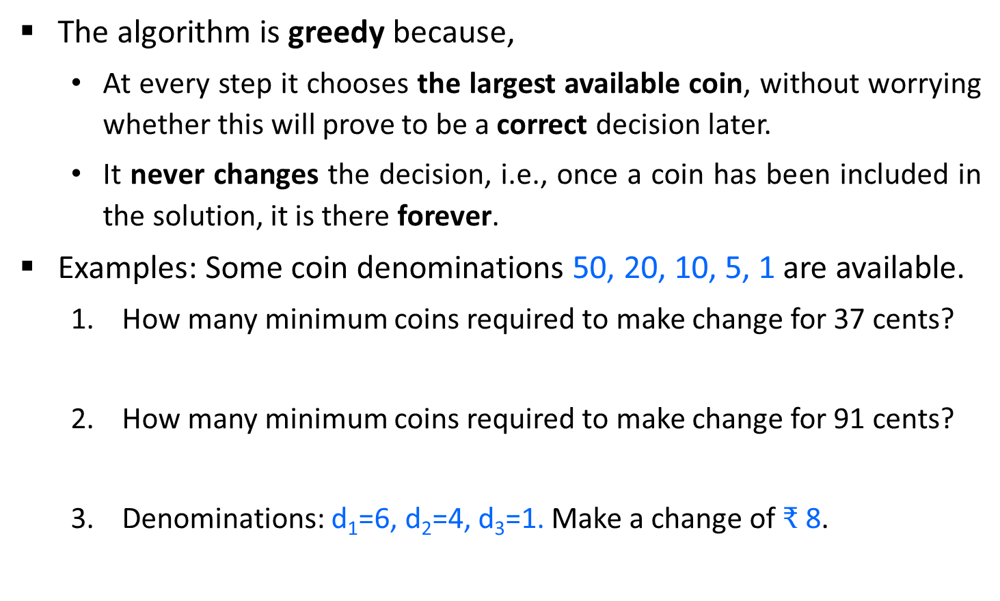 ▪ The algorithm is greedy because,
• At every step it chooses the largest available coin, without worrying
whether this will prove to be a correct decision later.
• It never changes the decision, i.e., once a coin has been included in
the solution, it is there forever.
▪ Examples: Some coin denominations 50, 20, 10, 5, 1 are available.
1. How many minimum coins required to make change for 37 cents?
2. How many minimum coins required to make change for 91 cents?
3. Denominations: d₁=6, d₂=4, d₃=1. Make a change of ₹ 8.